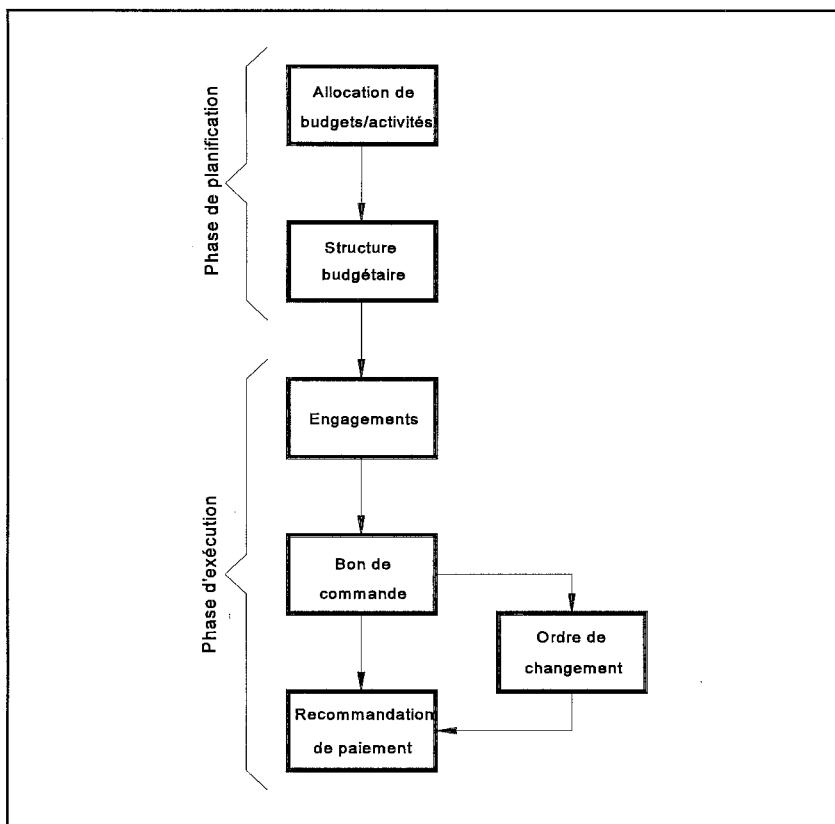 Phase de planification
Allocation de
budgets/activités
Structure
budgétaire
Phase d'exécution
Engagements
Bon de
commande
Ordre de
changement
Recommandation
de paiement